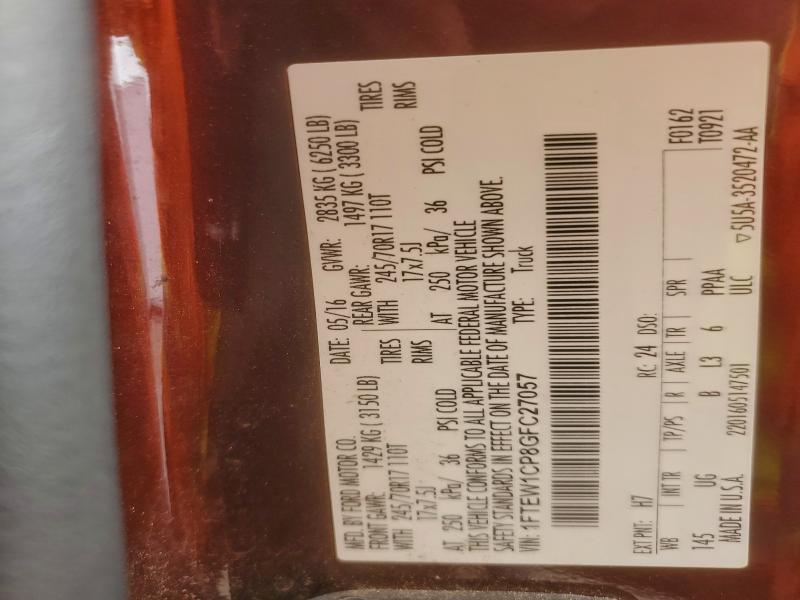 MFD. BY FORD MOTOR CO.
DATE: 05/16 GVWR: 2835 KG ( 6250 LB)
FRONT GAWR: 1429 KG ( 3150 LB) REAR GAWR: 1497 KG ( 3300 LB)
WITH 245/70R17 110T TIRES WITH 245/70R17 110T TIRES
17x7.5J RIMS 17x7.5J RIMS
AT 250 kPa/ 36 PSI COLD AT 250 kPa/ 36 PSI COLD
THIS VEHICLE CONFORMS TO ALL APPLICABLE FEDERAL MOTOR VEHICLE
SAFETY STANDARDS IN EFFECT ON THE DATE OF MANUFACTURE SHOWN ABOVE.
VIN: 1FTEW1CP8GFC27057 TYPE: Truck
EXT PNT: H7 RC: 24 DSO: F0162
WB INT TR TP/PS R AXLE TR SPR T0921
145 UG B L3 6 PPAA
MADE IN U.S.A. 2201605147501 ULC ▽5U5A-3520472-AA